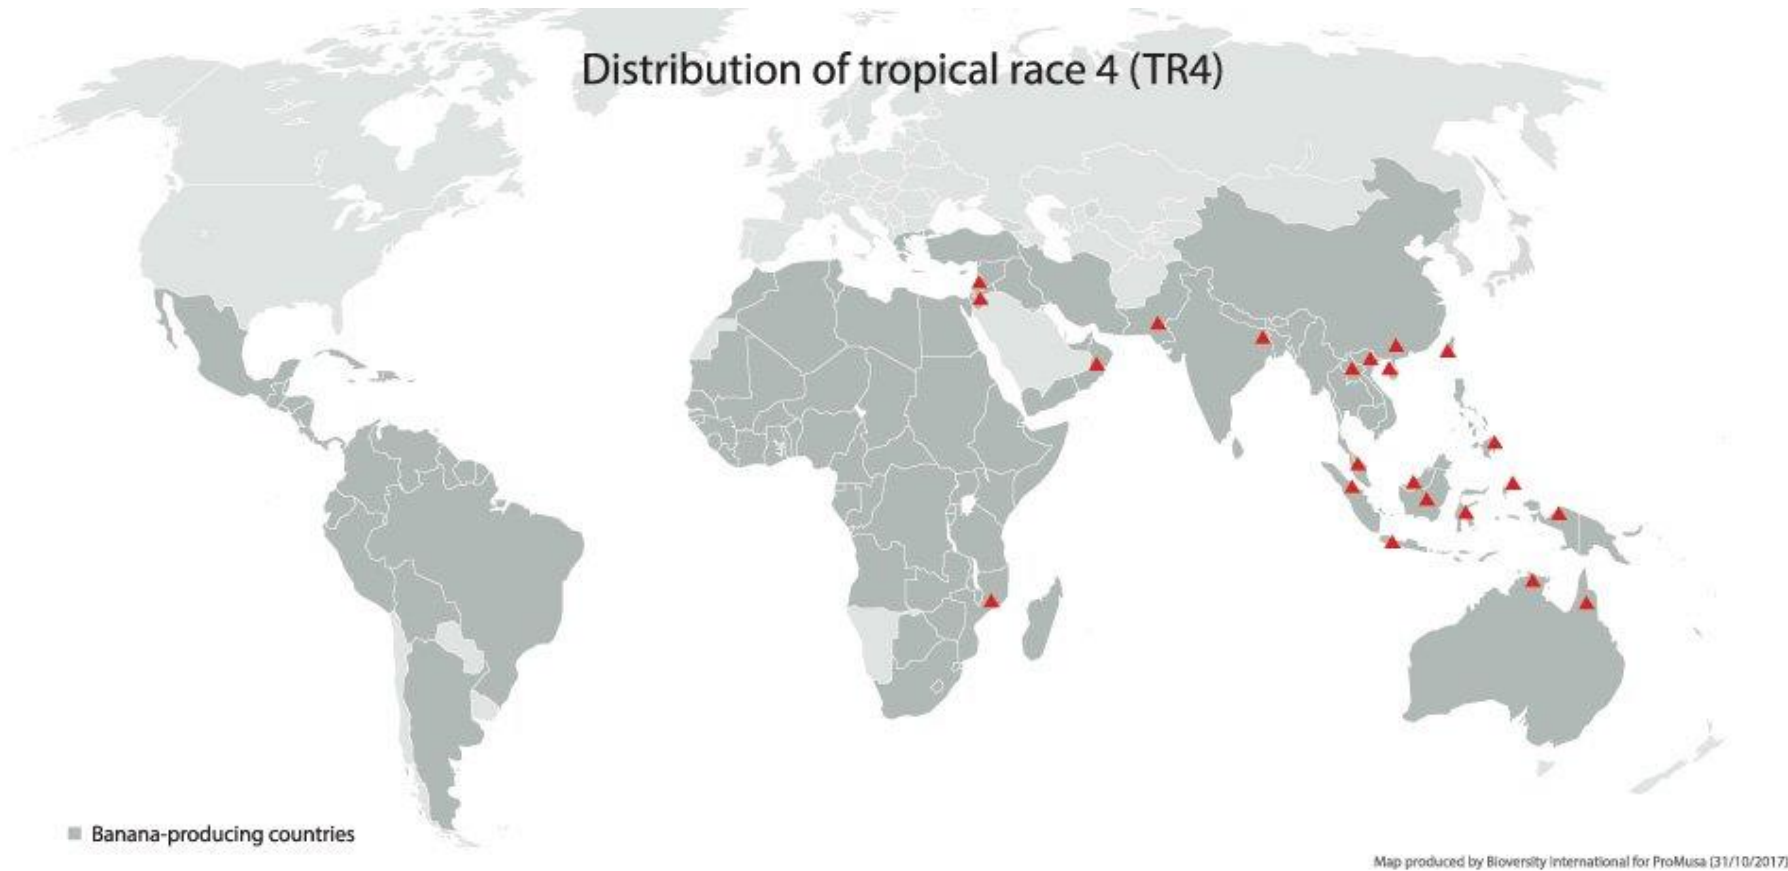 Distribution of tropical race 4 (TR4)
Banana-producing countries
Map produced by Bioversity International for ProMusa (31/10/2017)